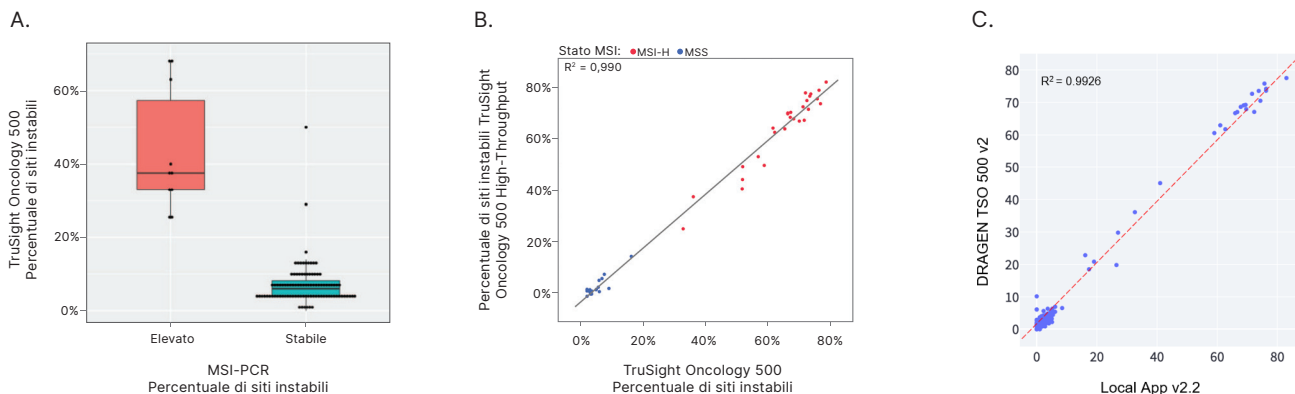 A.
TruSight Oncology 500
Percentuale di siti instabili
60%
40%
20%
0%
Elevato
Stabile
MSI-PCR
Percentuale di siti instabili
B.
Stato MSI: MSI-H MSS
R² = 0,990
Percentuale di siti instabili TruSight
Oncology 500 High-Throughput
80%
60%
40%
20%
0%
0%
20%
40%
60%
80%
TruSight Oncology 500
Percentuale di siti instabili
C.
R² = 0.9926
DRAGEN TSO 500 v2
80
70
60
50
40
30
20
10
0
0
20
40
60
80
Local App v2.2